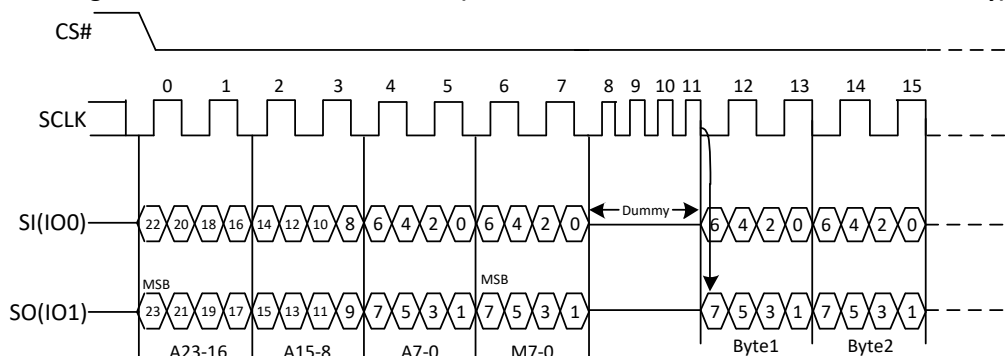 CS#
0 1 2 3 4 5 6 7 8 9 10 11 12 13 14 15
SCLK
SI(IO0) 22 20 18 16 14 12 10 8 6 4 2 0 6 4 2 0 Dummy 6 4 2 0 6 4 2 0
MSB MSB
SO(IO1) 23 21 19 17 15 13 11 9 7 5 3 1 7 5 3 1 7 5 3 1 7 5 3 1
A23-16 A15-8 A7-0 M7-0 Byte1 Byte2